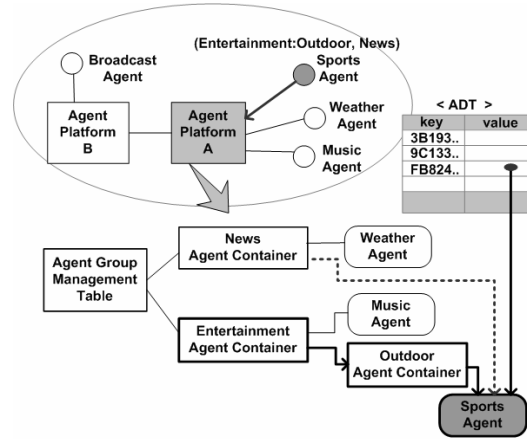 (Entertainment:Outdoor, News)
Broadcast
Agent
Sports
Agent
Agent
Platform
B
Agent
Platform
A
Weather
Agent
Music
Agent
< ADT >
key value
3B193..
9C133..
FB824..
News
Agent Container
Weather
Agent
Agent Group
Management
Table
Music
Agent
Entertainment
Agent Container
Outdoor
Agent Container
Sports
Agent